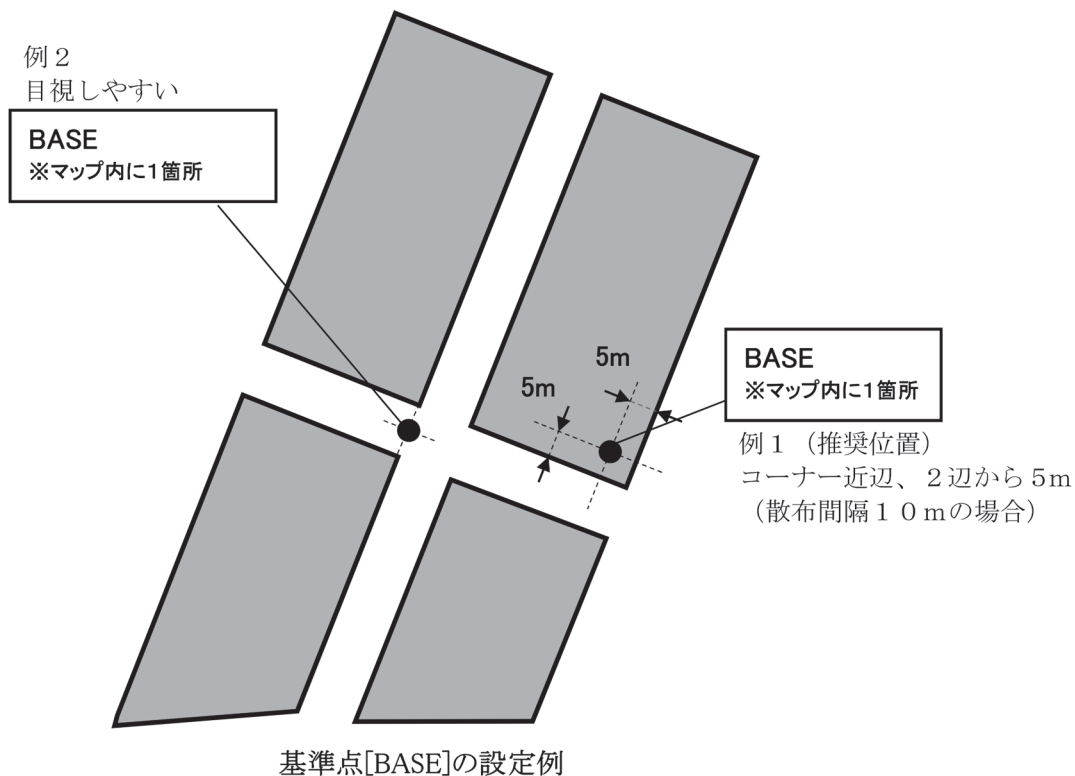 例２
目視しやすい
BASE
※マップ内に1箇所
5m
5m
BASE
※マップ内に1箇所
例１（推奨位置）
コーナー近辺、２辺から５m
（散布間隔１０mの場合）
基準点[BASE]の設定例